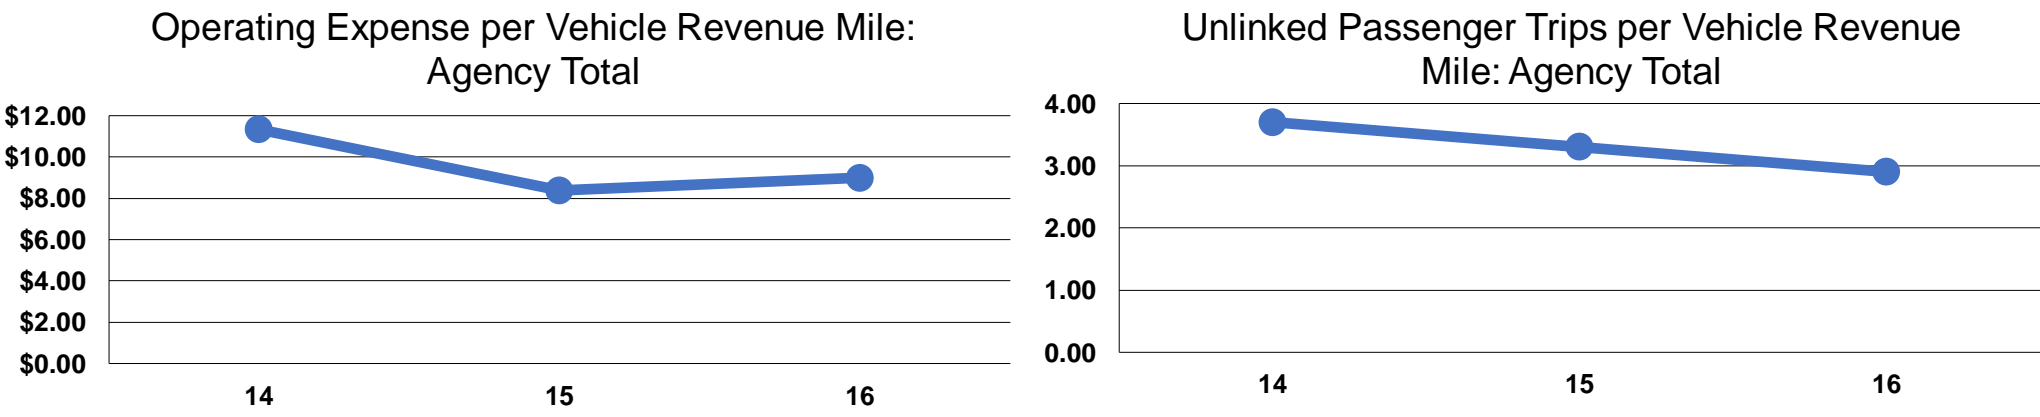 Operating Expense per Vehicle Revenue Mile:
Agency Total
$12.00
$10.00
$8.00
$6.00
$4.00
$2.00
$0.00
14 15 16
Unlinked Passenger Trips per Vehicle Revenue
Mile: Agency Total
4.00
3.00
2.00
1.00
0.00
14 15 16